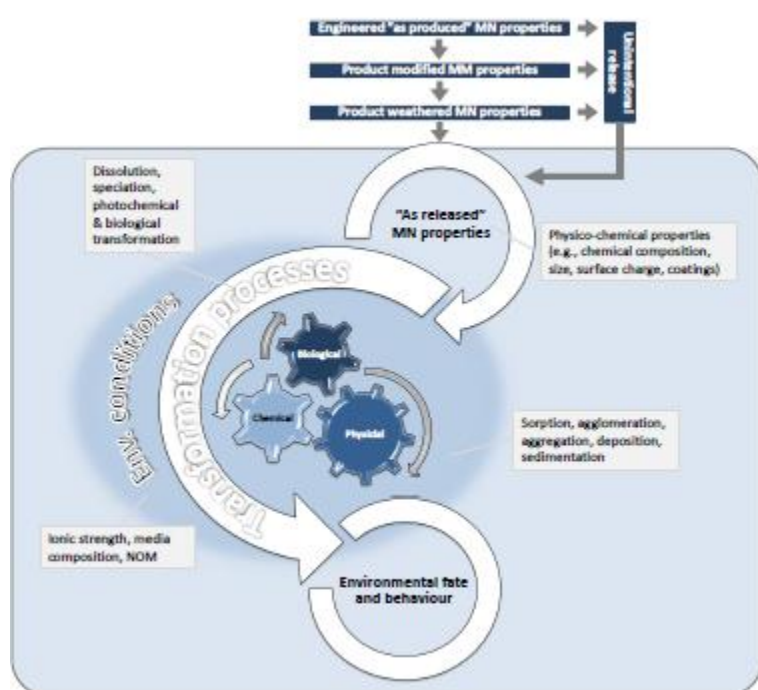 Engineered "as produced" MN properties
Product modified MM properties
Product weathered MN properties
Unintentional
release
Dissolution,
speciation,
photochemical
& biological
transformation
"As released"
MN properties
Physico-chemical properties
(e.g., chemical composition,
size, surface charge, coatings)
Transformation processes
Env. conditions
Biological
Chemical
Physidal
Sorption, agglomeration,
aggregation, deposition,
sedimentation
Ionic strength, media
composition, NOM
Environmental fate
and behaviour